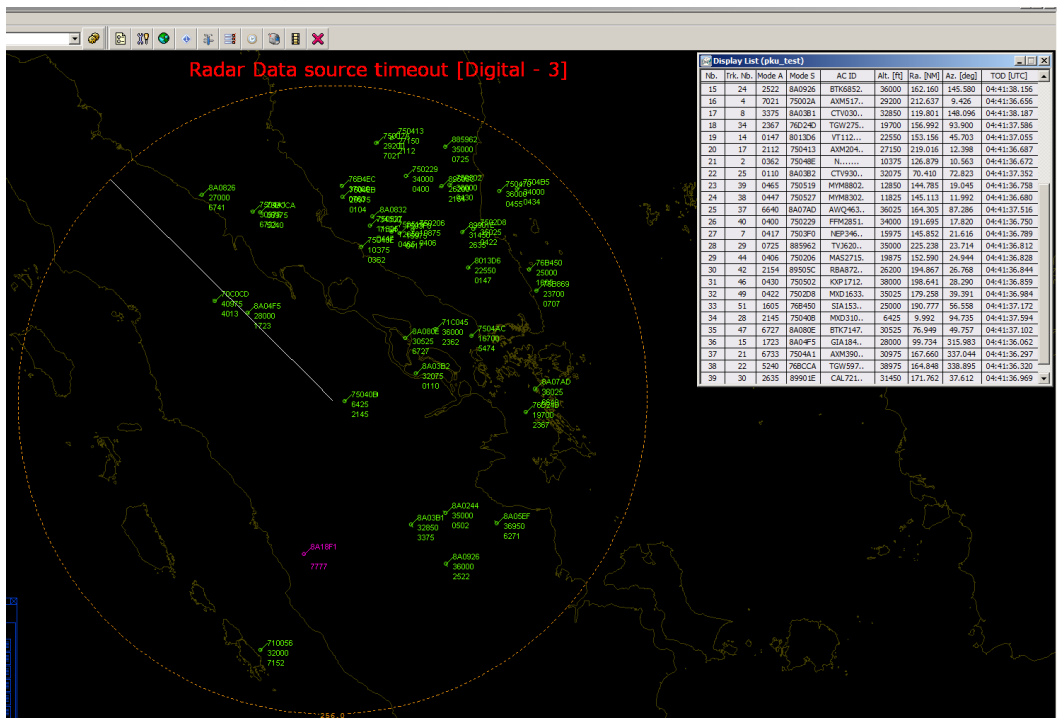 Radar Data source timeout [Digital - 3]
Display List (pku_test)
Nb. Trk. Nb. Mode A Mode S AC ID Alt. [ft] Ra. [NM] Az. [deg] TOD [UTC]
15 24 2522 8A0926 BTK6852. 36000 162.160 145.580 04:41:38.156
16 4 7021 75002A AXM517.. 29200 212.637 9.426 04:41:36.656
17 8 3375 8A03B1 CTV030.. 32850 119.801 148.096 04:41:38.187
18 34 2367 76D24D TGW275.. 19700 156.992 93.900 04:41:37.586
19 14 0147 8013D6 VT112... 22550 153.156 45.703 04:41:37.055
20 17 2112 750413 AXM204.. 27150 219.016 12.398 04:41:36.687
21 2 0362 75048E N....... 10375 126.879 10.563 04:41:36.672
22 25 0110 8A03B2 CTV930.. 32075 70.410 72.823 04:41:37.352
23 39 0465 750519 MYM8802. 12850 144.785 19.045 04:41:36.758
24 38 0447 750527 MYM8302. 11825 145.113 11.992 04:41:36.680
25 37 6640 8A07AD AWQ463.. 36025 164.305 87.286 04:41:37.516
26 40 0400 750229 FFM2851. 34000 191.695 17.820 04:41:36.750
27 7 0417 7503F0 NEP346.. 15975 145.852 21.616 04:41:36.789
28 29 0725 885962 TVJ620.. 35000 225.238 23.714 04:41:36.812
29 44 0406 750206 MAS2715. 19875 152.590 24.944 04:41:36.828
30 42 2154 89505C RBA872.. 26200 194.867 26.768 04:41:36.844
31 46 0430 750502 KXP1712. 38000 198.641 28.290 04:41:36.859
32 49 0422 7502D8 MXD1633. 35025 179.258 39.391 04:41:36.984
33 51 1605 76B450 SIA153.. 25000 190.777 56.558 04:41:37.172
34 28 2145 75040B MXD310.. 6425 9.992 94.735 04:41:37.594
35 47 6727 8A080E BTK7147. 30525 76.949 49.757 04:41:37.102
36 15 1723 8A04F5 GIA184.. 28000 99.734 315.983 04:41:36.062
37 21 6733 7504A1 AXM390.. 30975 167.660 337.044 04:41:36.297
38 22 5240 76BCCA TGW597.. 38975 164.848 338.895 04:41:36.320
39 30 2635 89901E CAL721.. 31450 171.762 37.612 04:41:36.969
750413
2112
7021
885962
35000
0725
750229
34000
0400
76B4EC
0104
8A0826
27000
6741
5240
8A0832
10375
0362
0406
0422
8013D6
22550
0147
36000
0455
7504B5
34000
0434
76B450
25000
76B869
23700
0707
70C0CD
40975
4013
8A04F5
28000
1723
71C045
36000
2362
8A080E
30525
6727
7504AC
16700
5474
8A03B2
32075
0110
75040B
6425
2145
8A07AD
36025
19700
2367
8A0244
35000
0502
8A03B1
32850
3375
8A05EF
36950
6271
8A18F1
7777
8A0926
36000
2522
710056
32000
7152
256.0